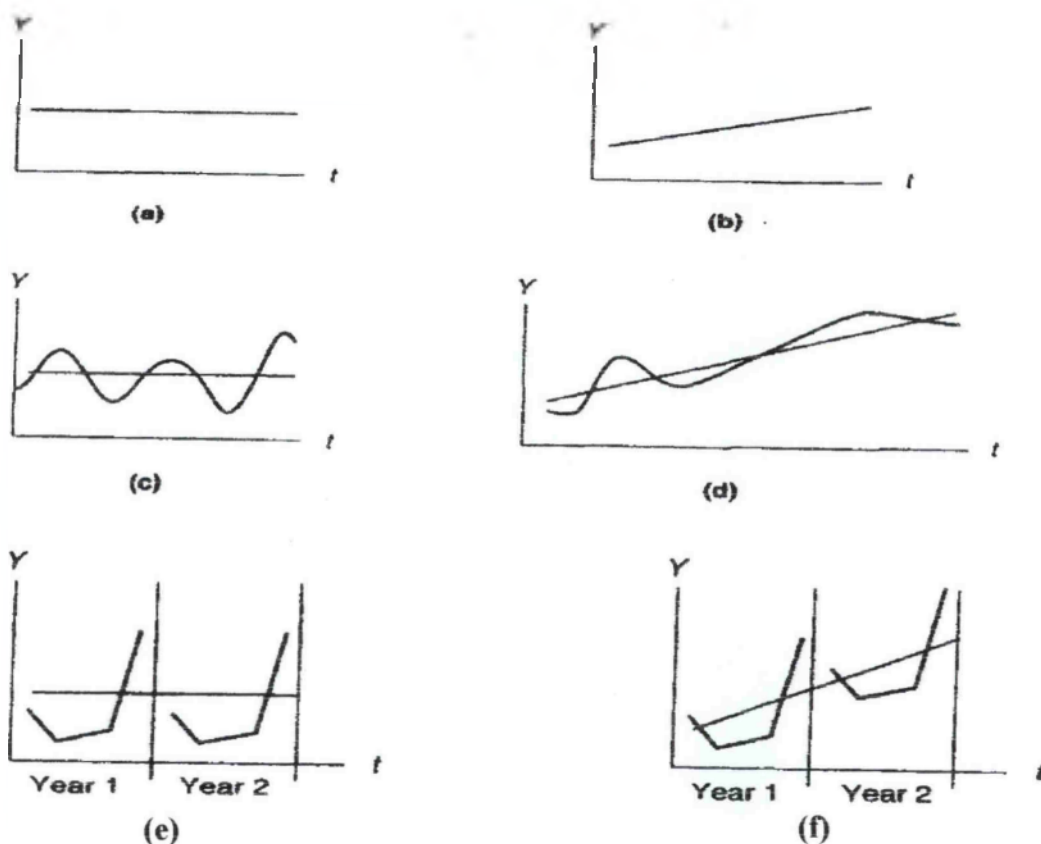 Y Y
t t
(a) (b)
Y Y
t t
(c) (d)
Y Y
t t
Year 1 Year 2 Year 1 Year 2
(e) (f)